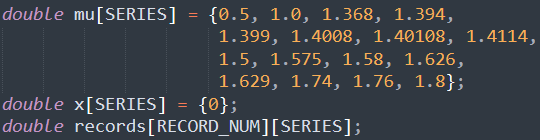 double mu[SERIES] = {0.5, 1.0, 1.368, 1.394,
1.399, 1.4008, 1.40108, 1.4114,
1.5, 1.575, 1.58, 1.626,
1.629, 1.74, 1.76, 1.8};
double x[SERIES] = {0};
double records[RECORD_NUM][SERIES];